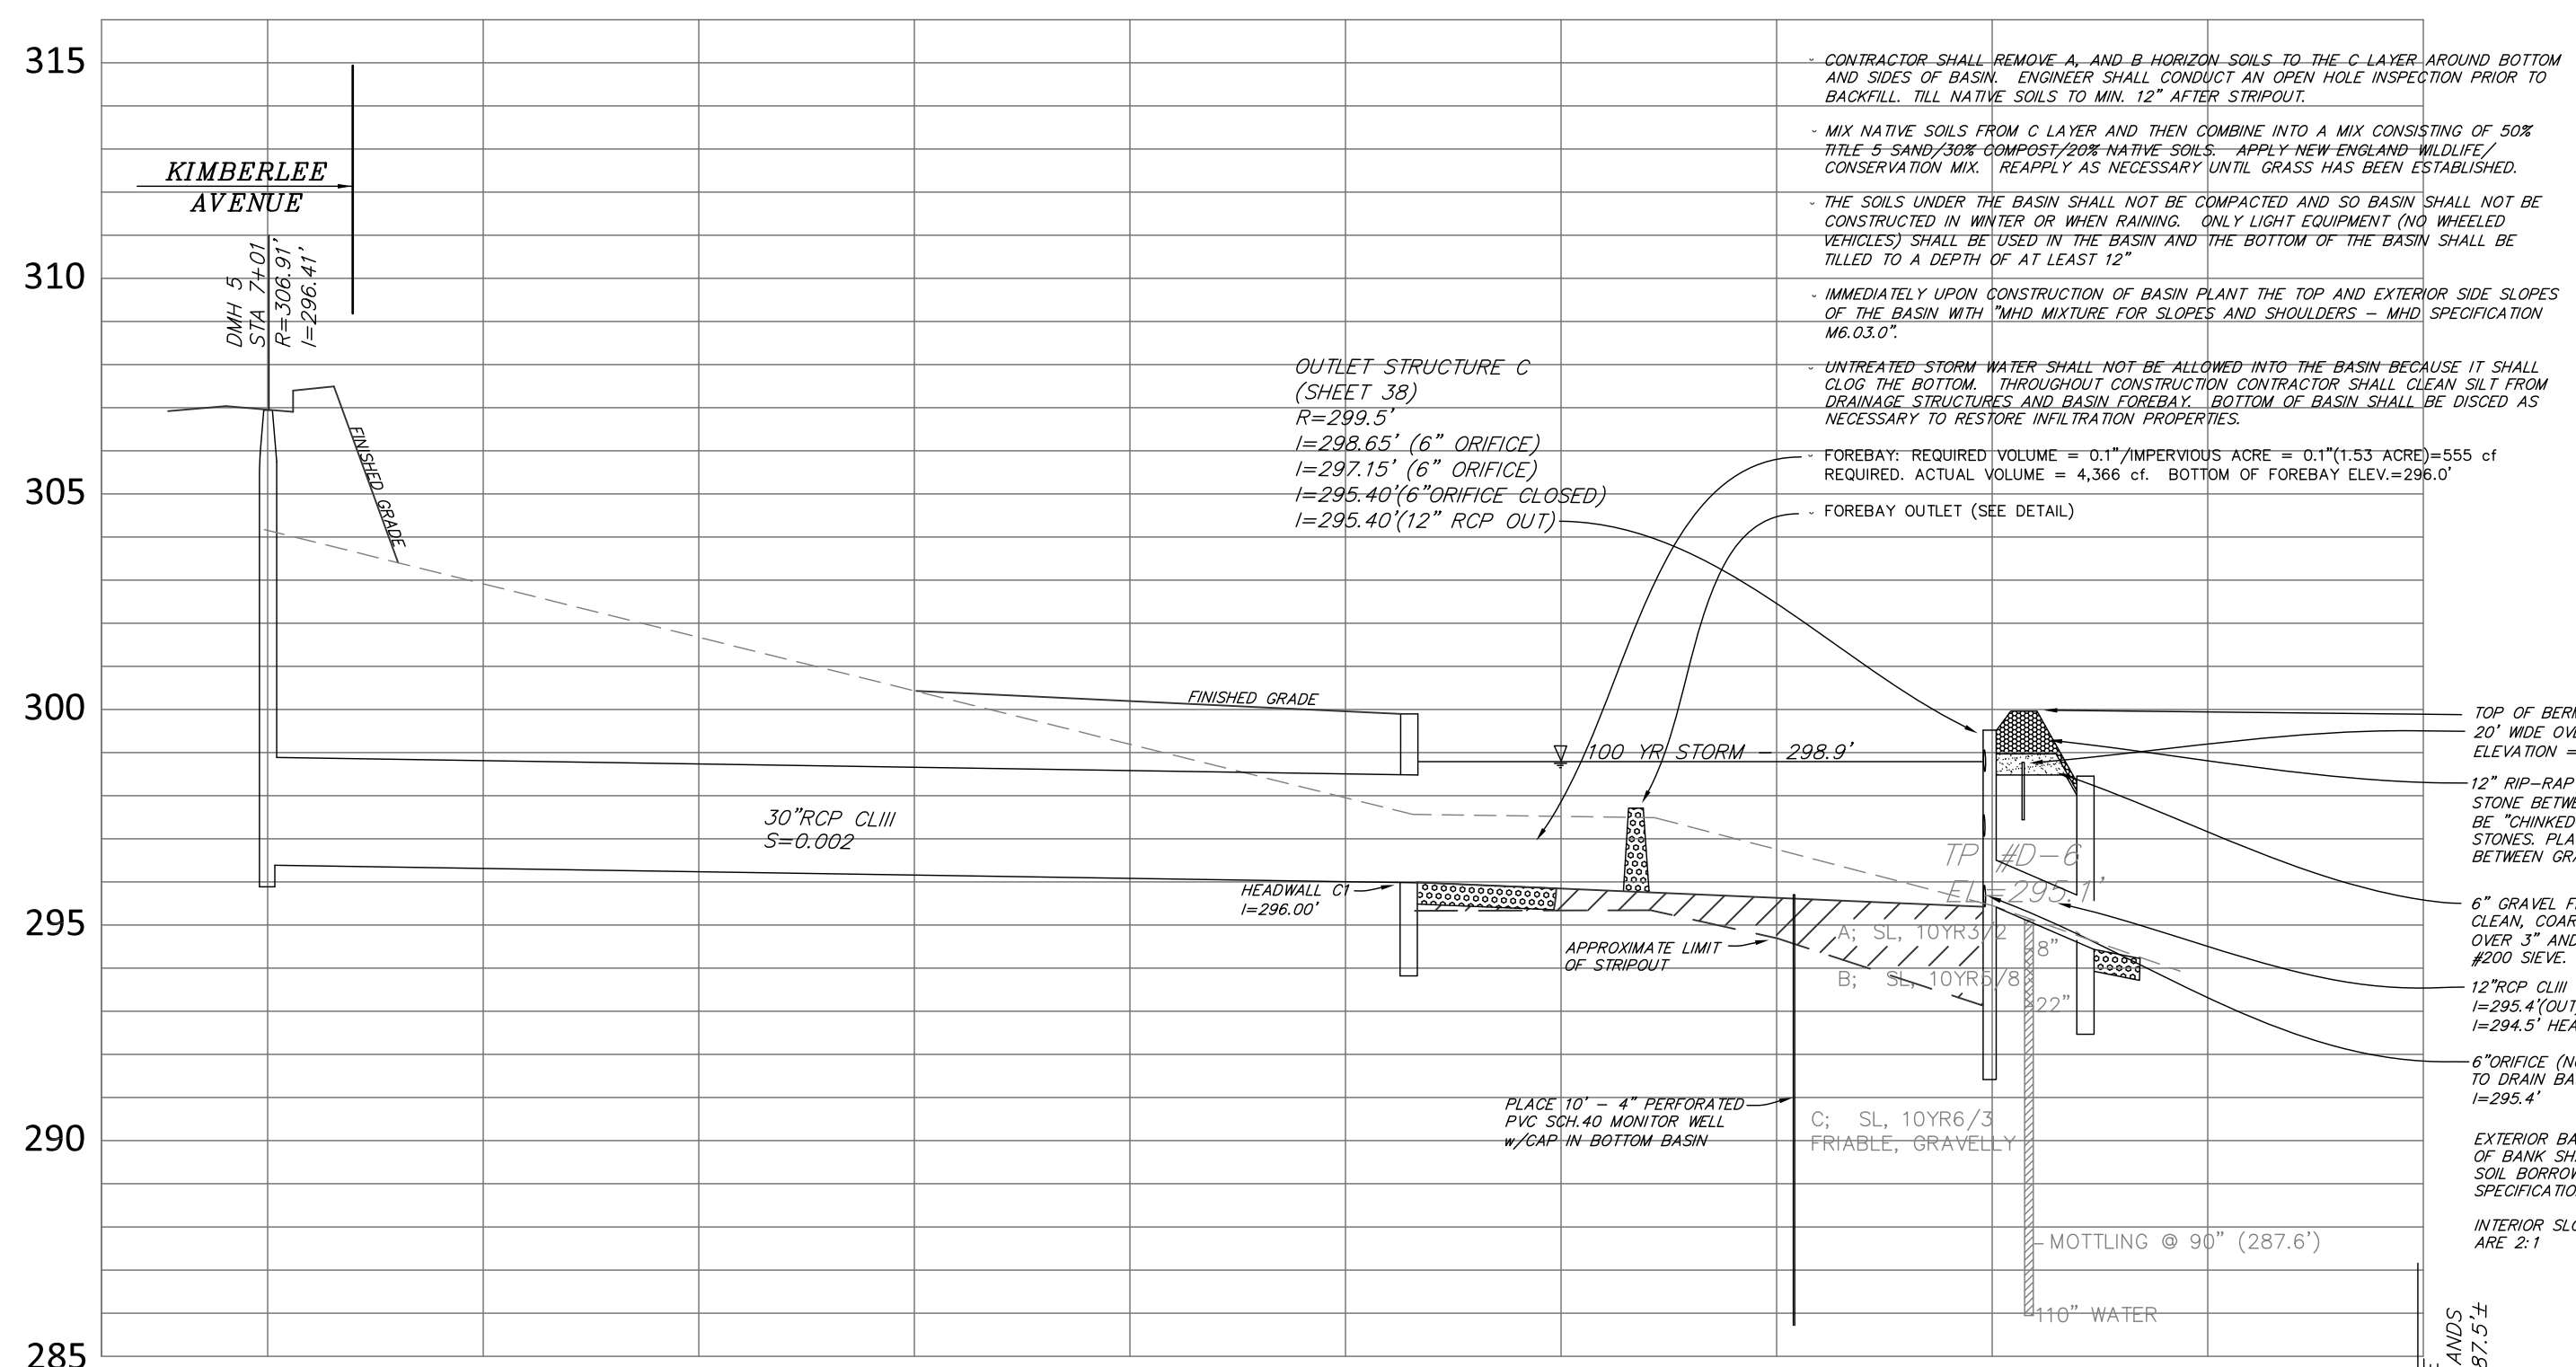 315
310
305
300
295
290
285
KIMBERLEE
AVENUE
DMH 5
STA 7+01
R=306.91'
I=296.41'
FINISHED GRADE
30"RCP CLIII
S=0.002
FINISHED GRADE
OUTLET STRUCTURE C
(SHEET 38)
R=299.5'
I=298.65' (6" ORIFICE)
I=297.15' (6" ORIFICE)
I=295.40'(6"ORIFICE CLOSED)
I=295.40'(12" RCP OUT)
100 YR STORM - 298.9'
HEADWALL C1
I=296.00'
APPROXIMATE LIMIT
OF STRIPOUT
PLACE 10' - 4" PERFORATED
PVC SCH.40 MONITOR WELL
w/CAP IN BOTTOM BASIN
TP #D-6
EL=295.1'
A; SL, 10YR3/2
8"
B; SL, 10YR5/8
22"
C; SL, 10YR6/3
FRIABLE, GRAVELLY
MOTTLING @ 90" (287.6')
110" WATER
CONTRACTOR SHALL REMOVE A, AND B HORIZON SOILS TO THE C LAYER AROUND BOTTOM
AND SIDES OF BASIN. ENGINEER SHALL CONDUCT AN OPEN HOLE INSPECTION PRIOR TO
BACKFILL. TILL NATIVE SOILS TO MIN. 12" AFTER STRIPOUT.
MIX NATIVE SOILS FROM C LAYER AND THEN COMBINE INTO A MIX CONSISTING OF 50%
TITLE 5 SAND/30% COMPOST/20% NATIVE SOILS. APPLY NEW ENGLAND WILDLIFE/
CONSERVATION MIX. REAPPLY AS NECESSARY UNTIL GRASS HAS BEEN ESTABLISHED.
THE SOILS UNDER THE BASIN SHALL NOT BE COMPACTED AND SO BASIN SHALL NOT BE
CONSTRUCTED IN WINTER OR WHEN RAINING. ONLY LIGHT EQUIPMENT (NO WHEELED
VEHICLES) SHALL BE USED IN THE BASIN AND THE BOTTOM OF THE BASIN SHALL BE
TILLED TO A DEPTH OF AT LEAST 12"
IMMEDIATELY UPON CONSTRUCTION OF BASIN PLANT THE TOP AND EXTERIOR SIDE SLOPES
OF THE BASIN WITH "MHD MIXTURE FOR SLOPES AND SHOULDERS - MHD SPECIFICATION
M6.03.0".
UNTREATED STORM WATER SHALL NOT BE ALLOWED INTO THE BASIN BECAUSE IT SHALL
CLOG THE BOTTOM. THROUGHOUT CONSTRUCTION CONTRACTOR SHALL CLEAN SILT FROM
DRAINAGE STRUCTURES AND BASIN FOREBAY. BOTTOM OF BASIN SHALL BE DISCED AS
NECESSARY TO RESTORE INFILTRATION PROPERTIES.
FOREBAY: REQUIRED VOLUME = 0.1"/IMPERVIOUS ACRE = 0.1"(1.53 ACRE)=555 cf
REQUIRED. ACTUAL VOLUME = 4,366 cf. BOTTOM OF FOREBAY ELEV.=296.0'
FOREBAY OUTLET (SEE DETAIL)
TOP OF BERM
20' WIDE OV
ELEVATION =
12" RIP-RAP
STONE BETWE
BE "CHINKED
STONES. PLA
BETWEEN GRA
6" GRAVEL F
CLEAN, COAR
OVER 3" AND
#200 SIEVE.
12"RCP CLIII
I=295.4'(OUT
I=294.5' HEA
6"ORIFICE (N
TO DRAIN BA
I=295.4'
EXTERIOR BA
OF BANK SH
SOIL BORROW
SPECIFICATIO
INTERIOR SLO
ARE 2:1
ANDS
87.5'±